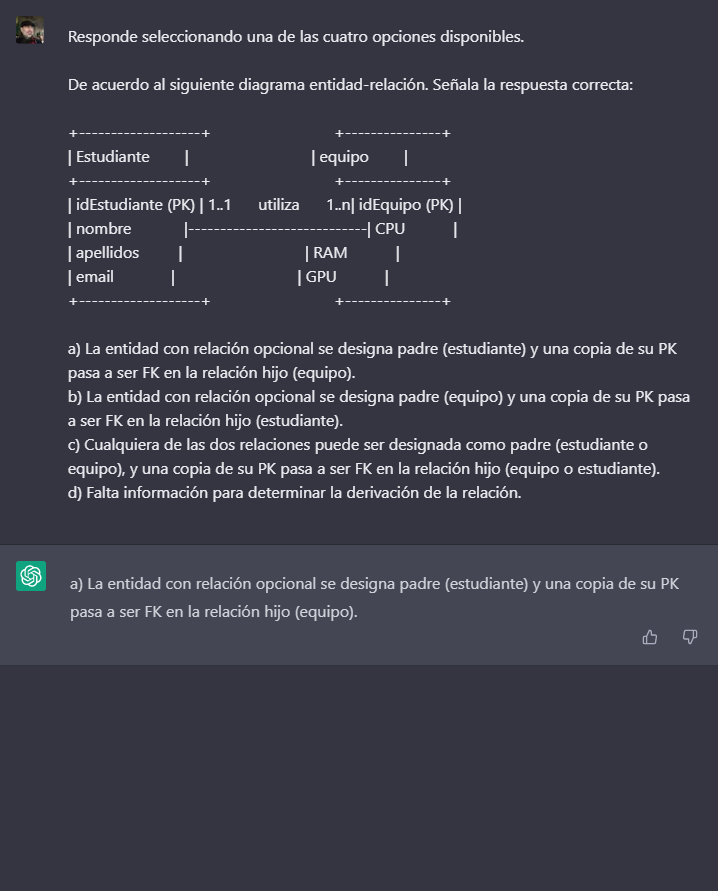 Responde seleccionando una de las cuatro opciones disponibles.
De acuerdo al siguiente diagrama entidad-relación. Señala la respuesta correcta:
+-------------------+ +---------------+
| Estudiante | | equipo |
+-------------------+ +---------------+
| idEstudiante (PK) | 1..1 utiliza 1..n| idEquipo (PK) |
| nombre |----------------------------| CPU |
| apellidos | | RAM |
| email | | GPU |
+-------------------+ +---------------+
a) La entidad con relación opcional se designa padre (estudiante) y una copia de su PK
pasa a ser FK en la relación hijo (equipo).
b) La entidad con relación opcional se designa padre (equipo) y una copia de su PK pasa
a ser FK en la relación hijo (estudiante).
c) Cualquiera de las dos relaciones puede ser designada como padre (estudiante o
equipo), y una copia de su PK pasa a ser FK en la relación hijo (equipo o estudiante).
d) Falta información para determinar la derivación de la relación.
a) La entidad con relación opcional se designa padre (estudiante) y una copia de su PK
pasa a ser FK en la relación hijo (equipo).